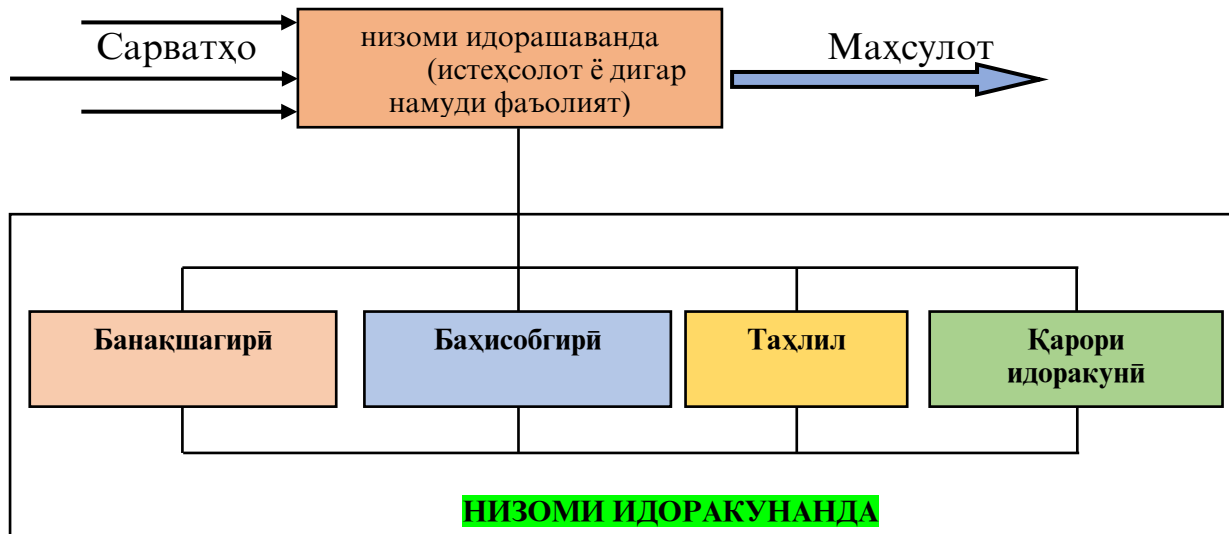 Сарватҳо
низоми идорашаванда
(истеҳсолот ё дигар
намуди фаъолият)
Маҳсулот
Банақшагирӣ
Баҳисобгирӣ
Таҳлил
Қарори
идоракунӣ
НИЗОМИ ИДОРАКУНАНДА